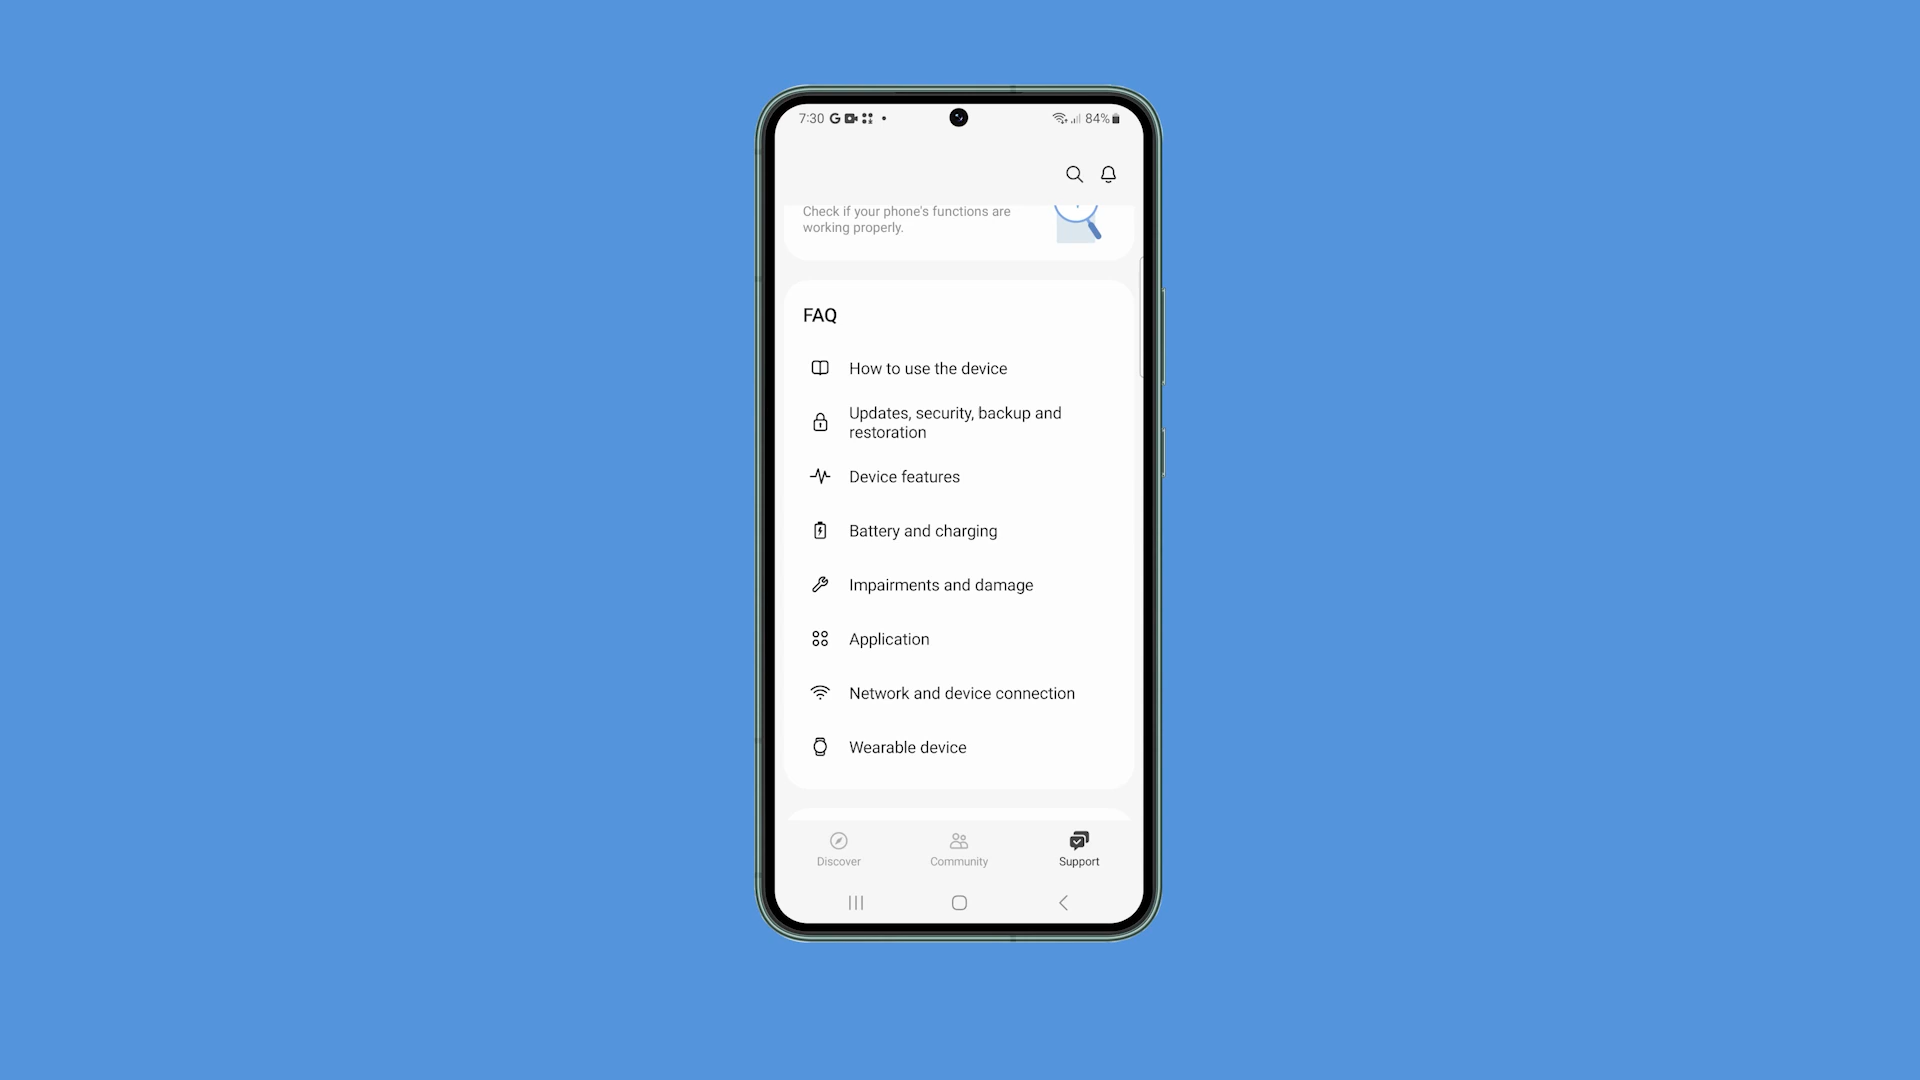 7:30
84%
Check if your phone's functions are
working properly.
FAQ
How to use the device
Updates, security, backup and
restoration
Device features
Battery and charging
Impairments and damage
Application
Network and device connection
Wearable device
Discover
Community
Support